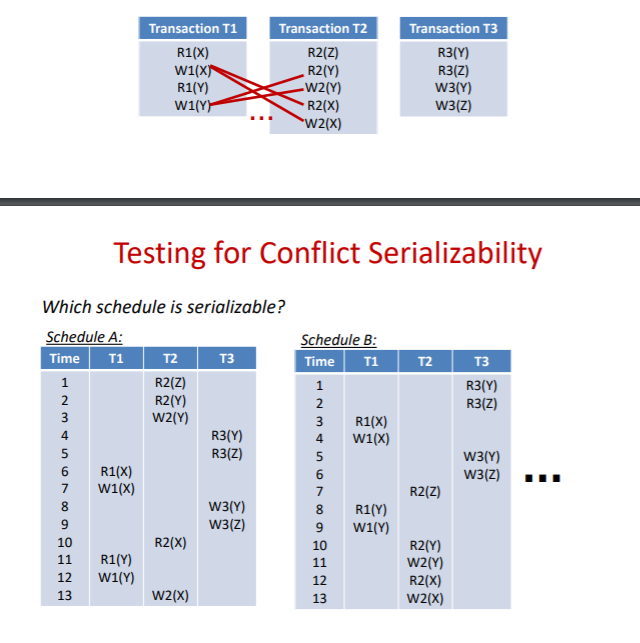 Transaction T1 Transaction T2 Transaction T3
R1(X) R2(Z) R3(Y)
W1(X) R2(Y) R3(Z)
R1(Y) W2(Y) W3(Y)
W1(Y) R2(X) W3(Z)
... W2(X)
Testing for Conflict Serializability
Which schedule is serializable?
Schedule A:
Time T1 T2 T3
1 R2(Z)
2 R2(Y)
3 W2(Y)
4 R3(Y)
5 R3(Z)
6 R1(X)
7 W1(X)
8 W3(Y)
9 W3(Z)
10 R2(X)
11 R1(Y)
12 W1(Y)
13 W2(X)
Schedule B:
Time T1 T2 T3
1 R3(Y)
2 R3(Z)
3 R1(X)
4 W1(X)
5 W3(Y)
6 W3(Z)
7 R2(Z)
8 R1(Y)
9 W1(Y)
10 R2(Y)
11 W2(Y)
12 R2(X)
13 W2(X)
...